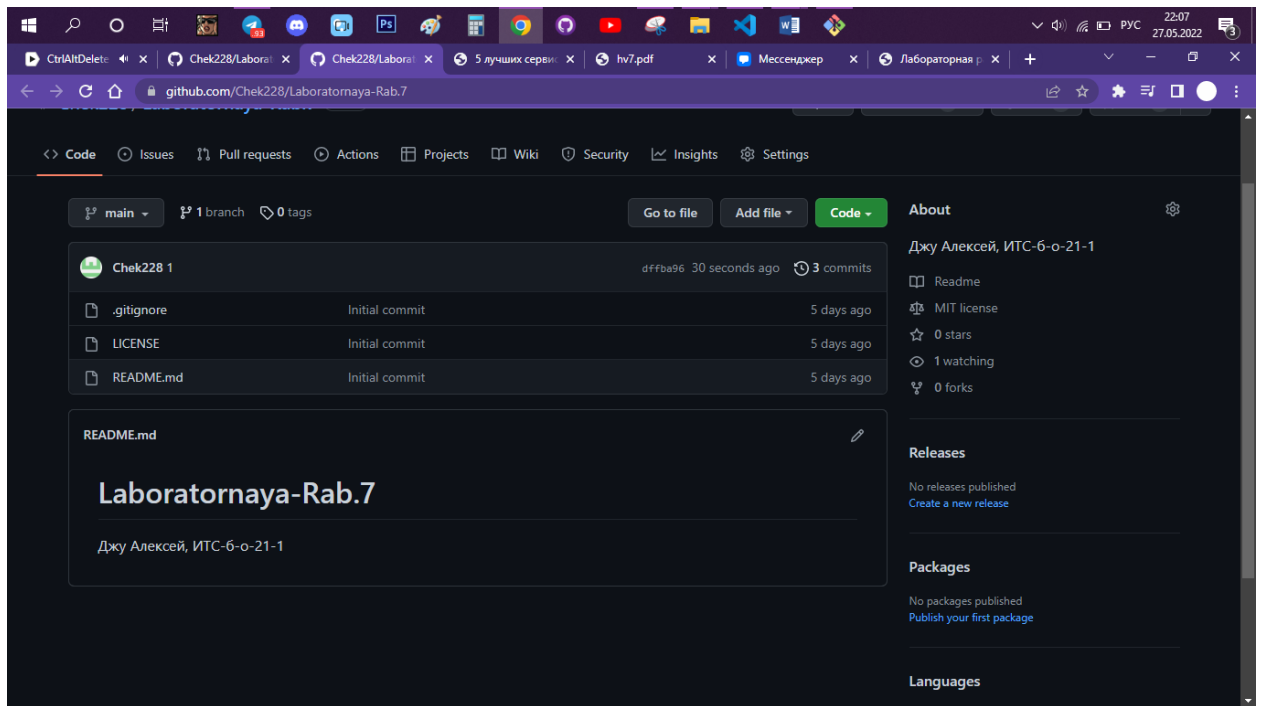 Ps
.93
W
РУС
22:07
27.05.2022
3
CtrlAltDelete
Chek228/Laborat
Chek228/Laborat
5 лучших сервис
hv7.pdf
Мессенджер
Лабораторная р
github.com/Chek228/Laboratornaya-Rab.7
Code
Issues
Pull requests
Actions
Projects
Wiki
Security
Insights
Settings
main
1 branch
0 tags
Go to file
Add file
Code
About
Джу Алексей, ИТС-б-о-21-1
Chek228 1
dffba96 30 seconds ago
3 commits
.gitignore
Initial commit
5 days ago
LICENSE
Initial commit
5 days ago
README.md
Initial commit
5 days ago
Readme
MIT license
0 stars
1 watching
0 forks
README.md
Laboratornaya-Rab.7
Джу Алексей, ИТС-б-о-21-1
Releases
No releases published
Create a new release
Packages
No packages published
Publish your first package
Languages